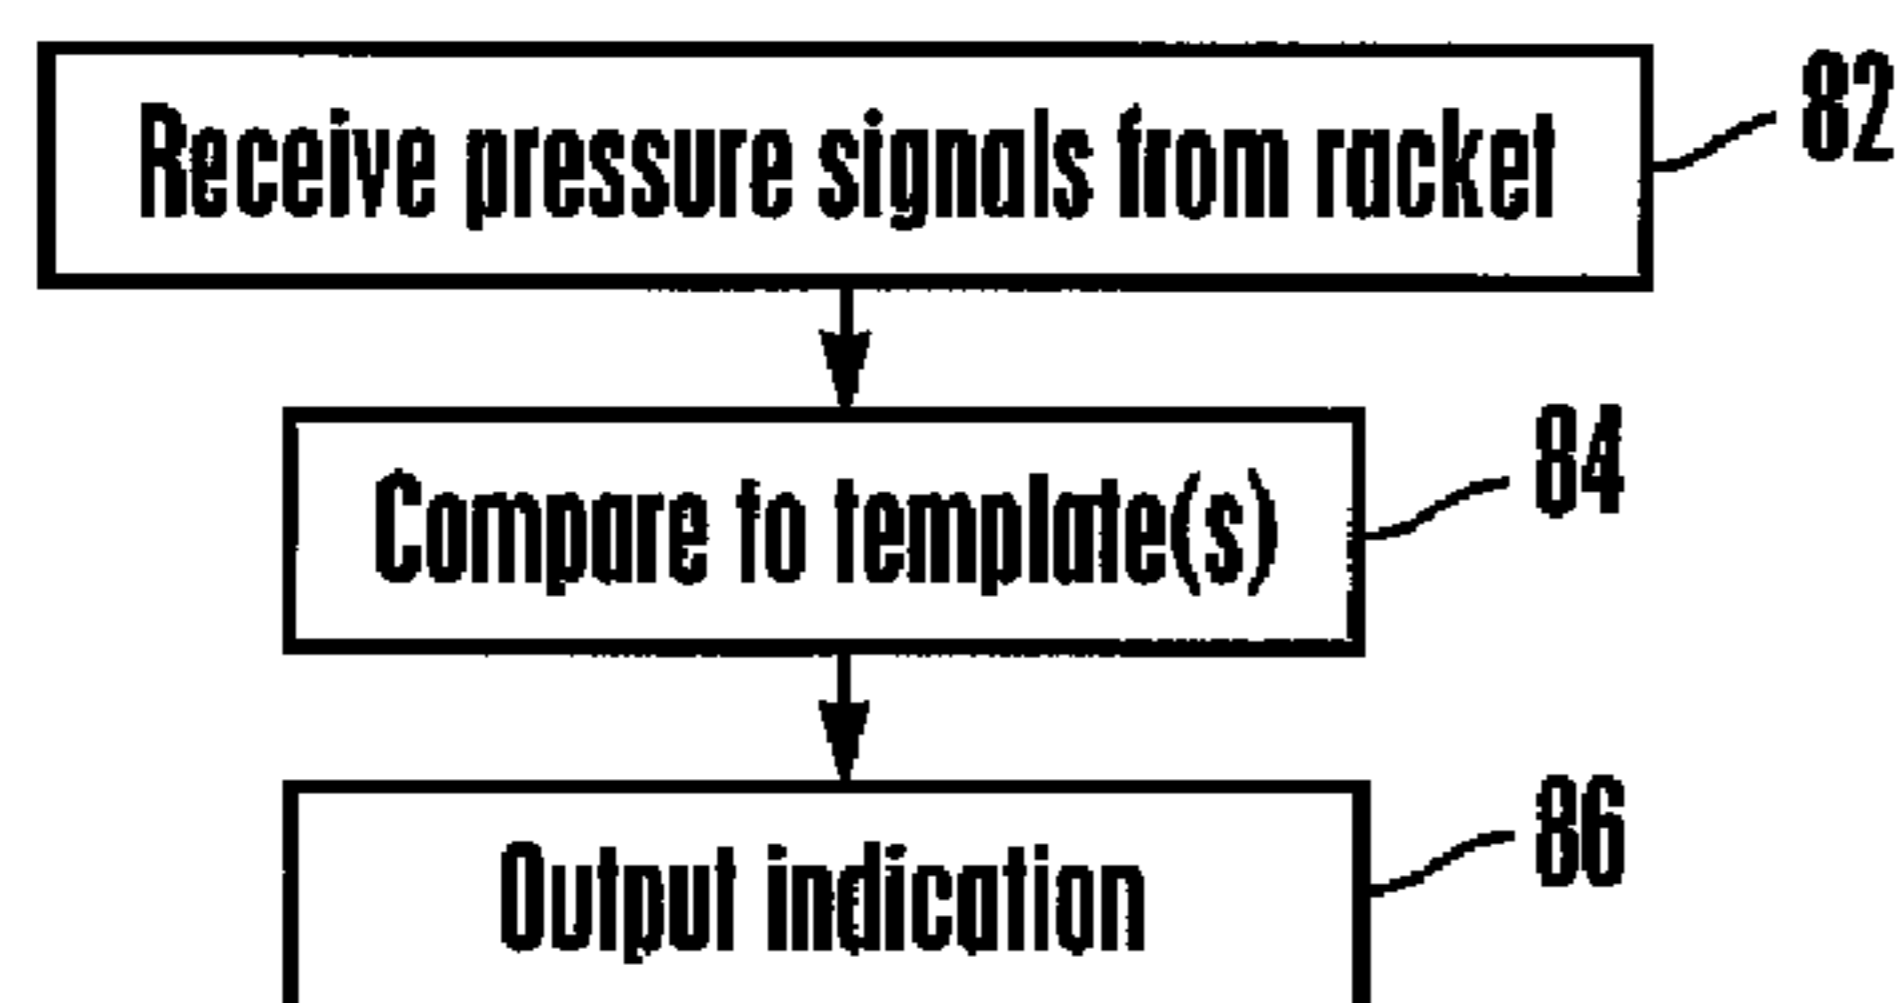 Receive pressure signals from racket
82
Compare to template(s)
84
Output indication
86